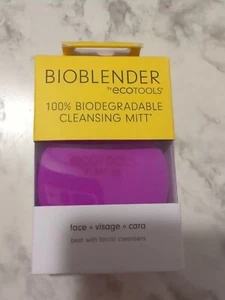 BIOBLENDER
by ecoTOOLS®
100% BIODEGRADABLE
CLEANSING MITT*
face • visage • cara
best with facial cleansers